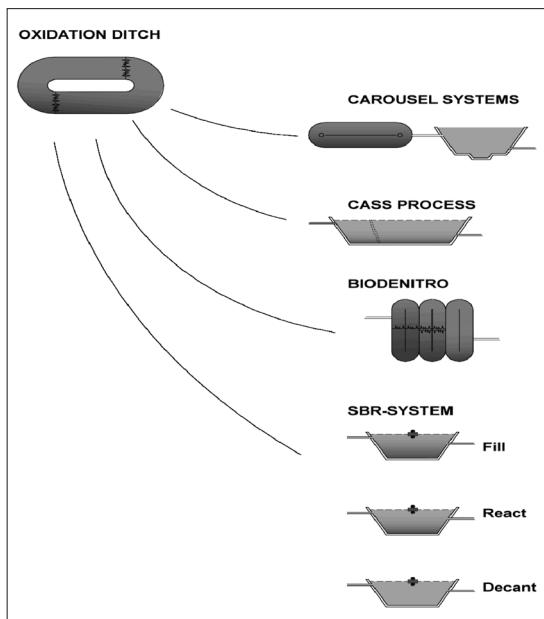 OXIDATION DITCH
CAROUSEL SYSTEMS
CASS PROCESS
BIODENITRO
SBR-SYSTEM
Fill
React
Decant